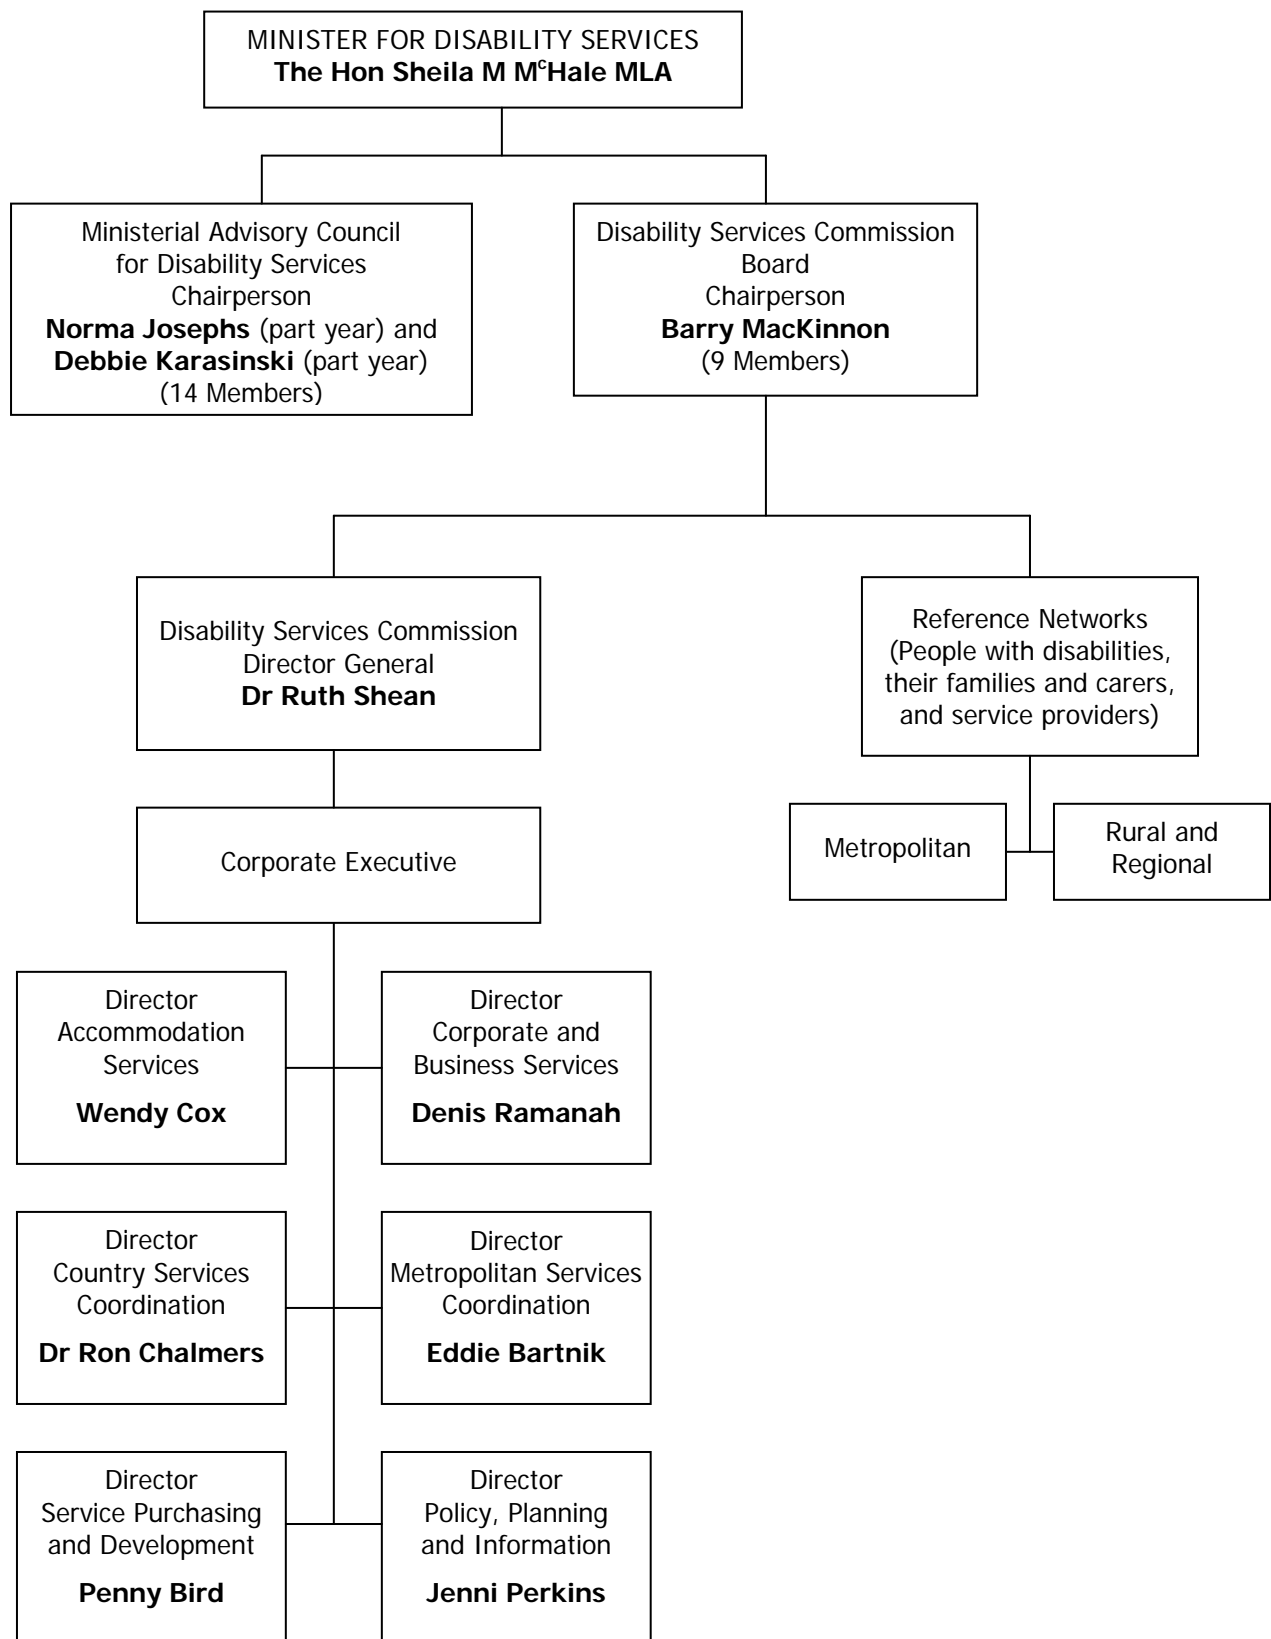 MINISTER FOR DISABILITY SERVICES
The Hon Sheila M McHale MLA
Ministerial Advisory Council
for Disability Services
Chairperson
Norma Josephs (part year) and
Debbie Karasinski (part year)
(14 Members)
Disability Services Commission
Board
Chairperson
Barry MacKinnon
(9 Members)
Disability Services Commission
Director General
Dr Ruth Shean
Reference Networks
(People with disabilities,
their families and carers,
and service providers)
Corporate Executive
Metropolitan
Rural and
Regional
Director
Accommodation
Services
Wendy Cox
Director
Corporate and
Business Services
Denis Ramanah
Director
Country Services
Coordination
Dr Ron Chalmers
Director
Metropolitan Services
Coordination
Eddie Bartnik
Director
Service Purchasing
and Development
Penny Bird
Director
Policy, Planning
and Information
Jenni Perkins